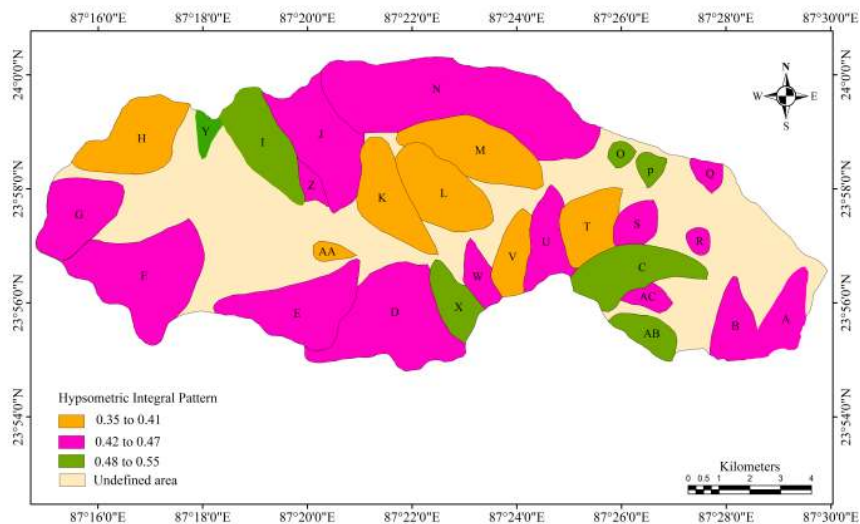 87°16'0"E 87°18'0"E 87°20'0"E 87°22'0"E 87°24'0"E 87°26'0"E 87°28'0"E 87°30'0"E
24°0'0"N 24°0'0"N
N
W E
S
N
H
Y
I
J
M
O
P
Q
Z
L
K
23°58'0"N 23°58'0"N
G
S
T
R
U
V
AA
C
F
W
AC
23°56'0"N 23°56'0"N
E
D
X
B
A
AB
Hypsometric Integral Pattern
0.35 to 0.41
0.42 to 0.47
0.48 to 0.55
Undefined area
23°54'0"N 23°54'0"N
Kilometers
0 0.5 1 2 3 4
87°16'0"E 87°18'0"E 87°20'0"E 87°22'0"E 87°24'0"E 87°26'0"E 87°28'0"E 87°30'0"E